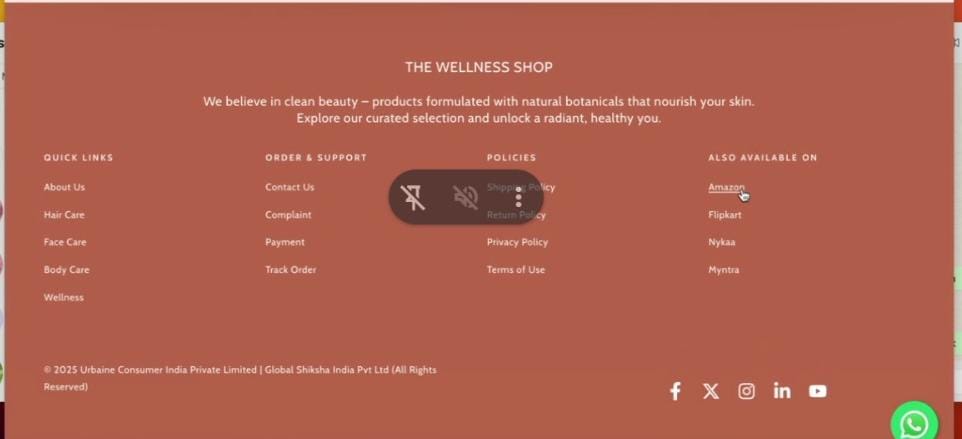 THE WELLNESS SHOP
We believe in clean beauty – products formulated with natural botanicals that nourish your skin.
Explore our curated selection and unlock a radiant, healthy you.
QUICK LINKS
About Us
Hair Care
Face Care
Body Care
Wellness
ORDER & SUPPORT
Contact Us
Complaint
Payment
Track Order
POLICIES
Shipping Policy
Return Policy
Privacy Policy
Terms of Use
ALSO AVAILABLE ON
Amazon
Flipkart
Nykaa
Myntra
© 2025 Urbaine Consumer India Private Limited | Global Shiksha India Pvt Ltd (All Rights
Reserved)